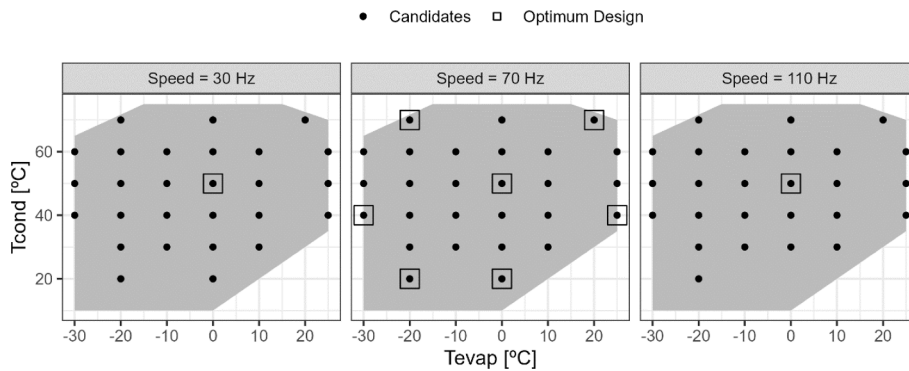 Candidates Optimum Design
Speed = 30 Hz Speed = 70 Hz Speed = 110 Hz
Tcond [ºC]
60
40
20
-30 -20 -10 0 10 20 -30 -20 -10 0 10 20 -30 -20 -10 0 10 20
Tevap [ºC]